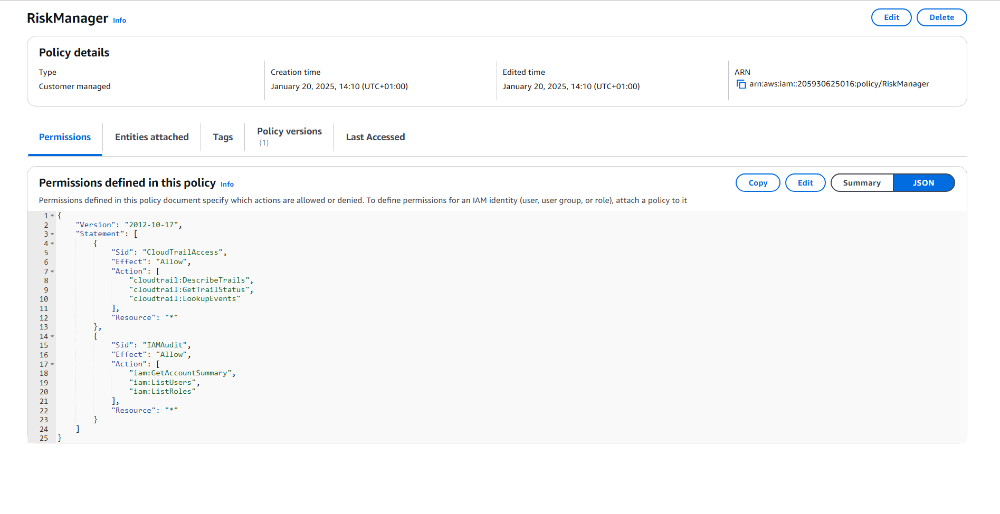 RiskManager Info
Edit
Delete
Policy details
Type
Customer managed
Creation time
January 20, 2025, 14:10 (UTC+01:00)
Edited time
January 20, 2025, 14:10 (UTC+01:00)
ARN
arn:aws:iam::205930625016:policy/RiskManager
Permissions
Entities attached
Tags
Policy versions
(1)
Last Accessed
Permissions defined in this policy Info
Copy
Edit
Summary
JSON
Permissions defined in this policy document specify which actions are allowed or denied. To define permissions for an IAM identity (user, user group, or role), attach a policy to it
1 {
2     "Version": "2012-10-17",
3     "Statement": [
4         {
5             "Sid": "CloudTrailAccess",
6             "Effect": "Allow",
7             "Action": [
8                 "cloudtrail:DescribeTrails",
9                 "cloudtrail:GetTrailStatus",
10                 "cloudtrail:LookupEvents"
11             ],
12             "Resource": "*"
13         },
14         {
15             "Sid": "IAMAudit",
16             "Effect": "Allow",
17             "Action": [
18                 "iam:GetAccountSummary",
19                 "iam:ListUsers",
20                 "iam:ListRoles"
21             ],
22             "Resource": "*"
23         }
24     ]
25 }